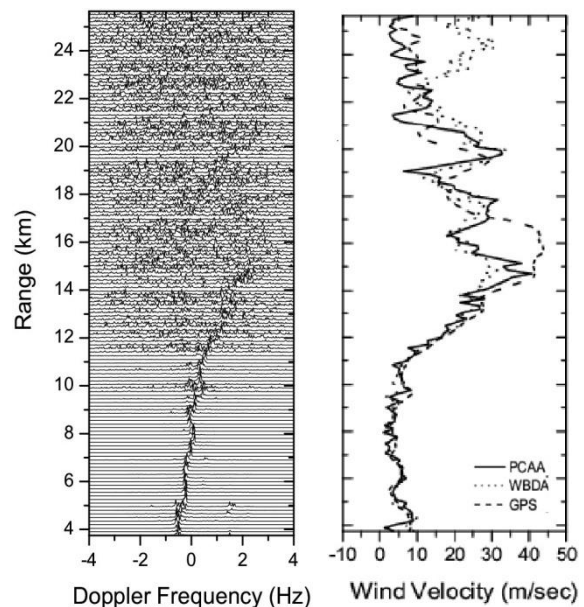 24
22
20
18
16
14
12
10
8
6
4
Range (km)
-4 -2 0 2 4
Doppler Frequency (Hz)
PCAA
WBDA
GPS
-10 0 10 20 30 40 50
Wind Velocity (m/sec)